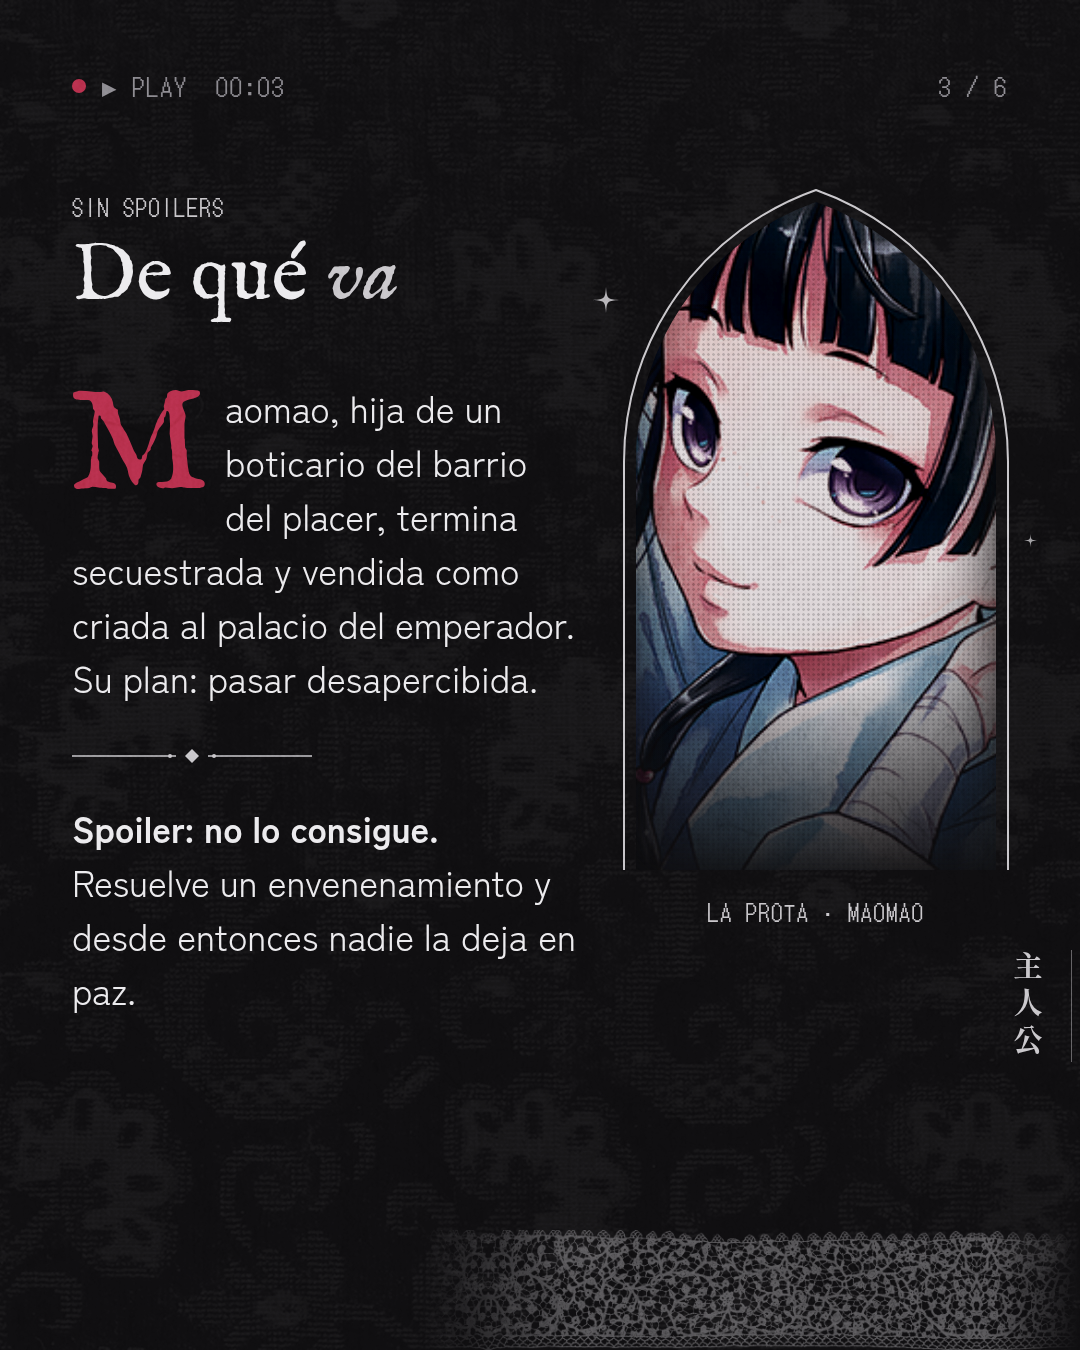 ▶ PLAY 00:03
3 / 6
SIN SPOILERS
De qué va
Maomao, hija de un
boticario del barrio
del placer, termina
secuestrada y vendida como
criada al palacio del emperador.
Su plan: pasar desapercibida.
Spoiler: no lo consigue.
Resuelve un envenenamiento y
desde entonces nadie la deja en
paz.
LA PROTA · MAOMAO
主人公